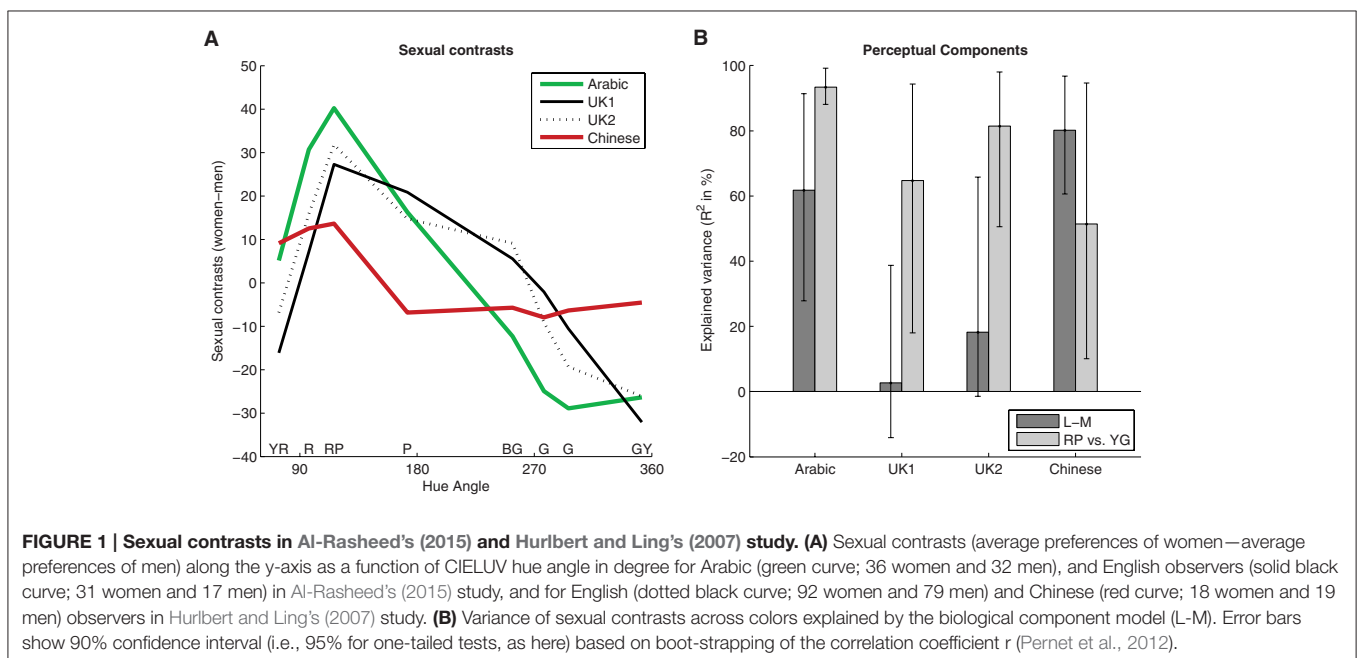 A
Sexual contrasts
50
40
30
20
10
0
−10
−20
−30
−40
Sexual contrasts (women−men)
Arabic
UK1
UK2
Chinese
YR R RP P BG G G GY
90 180 270 360
Hue Angle
B
Perceptual Components
100
80
60
40
20
0
−20
Explained variance (R² in %)
L−M
RP vs. YG
Arabic UK1 UK2 Chinese
FIGURE 1 | Sexual contrasts in Al-Rasheed's (2015) and Hurlbert and Ling's (2007) study. (A) Sexual contrasts (average preferences of women—average
preferences of men) along the y-axis as a function of CIELUV hue angle in degree for Arabic (green curve; 36 women and 32 men), and English observers (solid black
curve; 31 women and 17 men) in Al-Rasheed's (2015) study, and for English (dotted black curve; 92 women and 79 men) and Chinese (red curve; 18 women and 19
men) observers in Hurlbert and Ling's (2007) study. (B) Variance of sexual contrasts across colors explained by the biological component model (L-M). Error bars
show 90% confidence interval (i.e., 95% for one-tailed tests, as here) based on boot-strapping of the correlation coefficient r (Pernet et al., 2012).